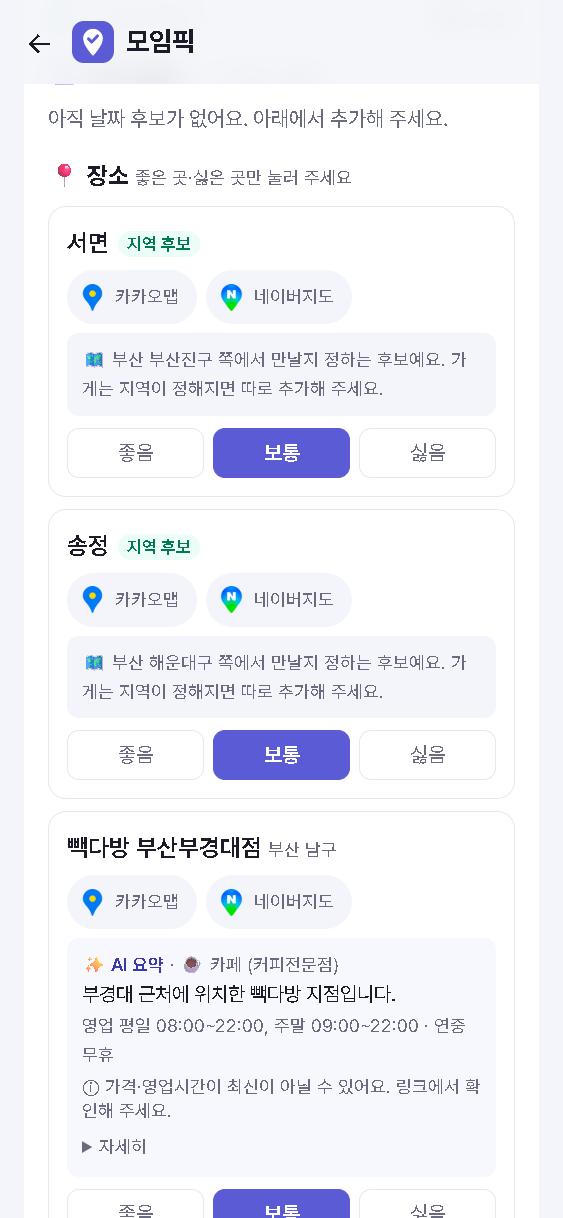 모임픽
아직 날짜 후보가 없어요. 아래에서 추가해 주세요.
장소 좋은 곳·싫은 곳만 눌러 주세요
서면 지역 후보
카카오맵 네이버지도
부산 부산진구 쪽에서 만날지 정하는 후보예요. 가
게는 지역이 정해지면 따로 추가해 주세요.
좋음 보통 싫음
송정 지역 후보
카카오맵 네이버지도
부산 해운대구 쪽에서 만날지 정하는 후보예요. 가
게는 지역이 정해지면 따로 추가해 주세요.
좋음 보통 싫음
빽다방 부산부경대점 부산 남구
카카오맵 네이버지도
AI 요약 · 카페 (커피전문점)
부경대 근처에 위치한 빽다방 지점입니다.
영업 평일 08:00~22:00, 주말 09:00~22:00 · 연중
무휴
ⓘ 가격·영업시간이 최신이 아닐 수 있어요. 링크에서 확
인해 주세요.
▶ 자세히
좋음 보통 싫음